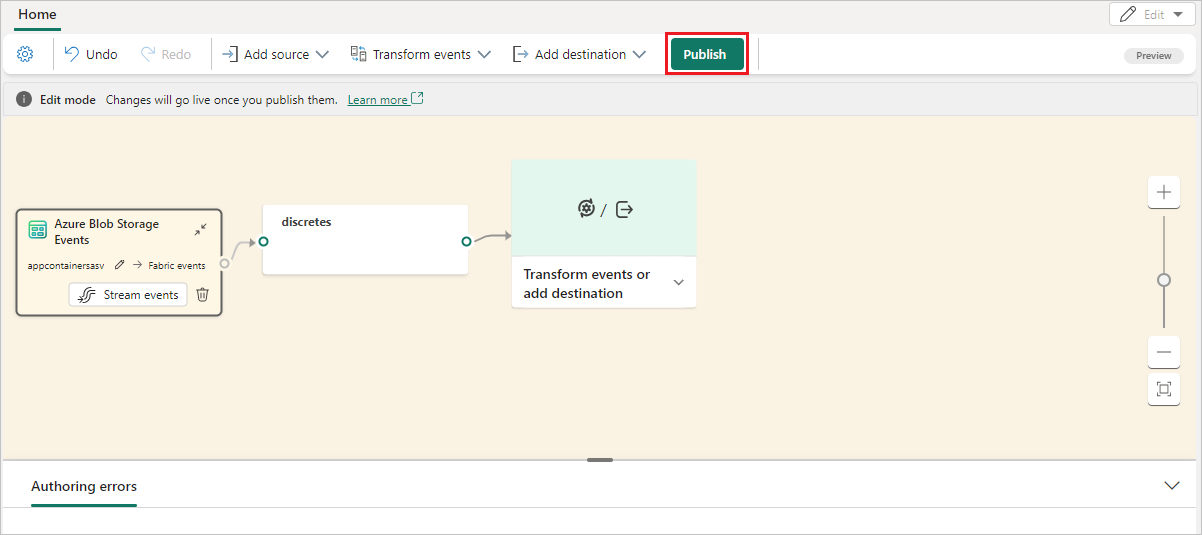 Home
Edit
Undo
Redo
Add source
Transform events
Add destination
Publish
Preview
Edit mode Changes will go live once you publish them. Learn more
Azure Blob Storage
Events
appcontainersasv
Fabric events
Stream events
discretes
/
Transform events or
add destination
Authoring errors